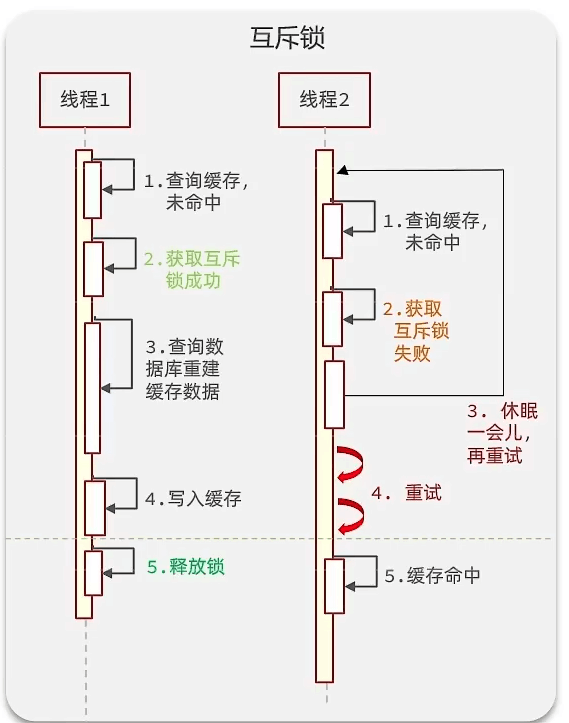 互斥锁
线程1
线程2
1.查询缓存，
未命中
2.获取互斥
锁成功
3.查询数
据库重建
缓存数据
4.写入缓存
5.释放锁
1.查询缓存，
未命中
2.获取
互斥锁
失败
3. 休眠
一会儿，
再重试
4. 重试
5.缓存命中